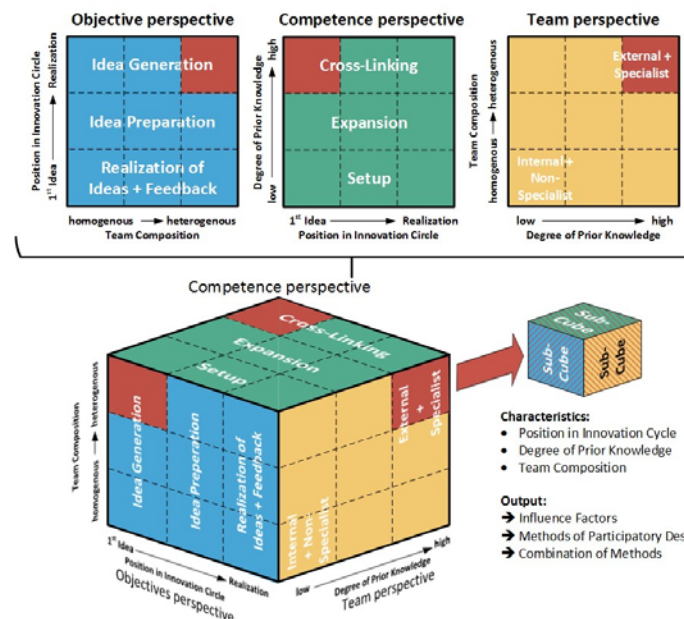 Objective perspective
Position in Innovation Circle
1st Idea
Realization
Idea Generation
Idea Preparation
Realization of
Ideas + Feedback
homogenous
heterogenous
Team Composition
Competence perspective
Degree of Prior Knowledge
low
high
Cross-Linking
Expansion
Setup
1st Idea
Realization
Position in Innovation Circle
Team perspective
Team Composition
homogenous
heterogenous
External +
Specialist
Internal +
Non-
Specialist
low
high
Degree of Prior Knowledge
Competence perspective
Cross-Linking
Expansion
Setup
Team Composition
homogenous
heterogenous
Idea Generation
Idea Preperation
Realization of
Ideas + Feedback
Internal
+ Non-
Specialist
External +
Specialist
1st Idea
Realization
Position in Innovation Circle
Objectives perspective
low
high
Degree of Prior Knowledge
Team perspective
Sub-
Cube
Sub-
Cube
Sub-
Cube
Characteristics:
• Position in Innovation Cycle
• Degree of Prior Knowledge
• Team Composition
Output:
➔ Influence Factors
➔ Methods of Participatory Des
➔ Combination of Methods